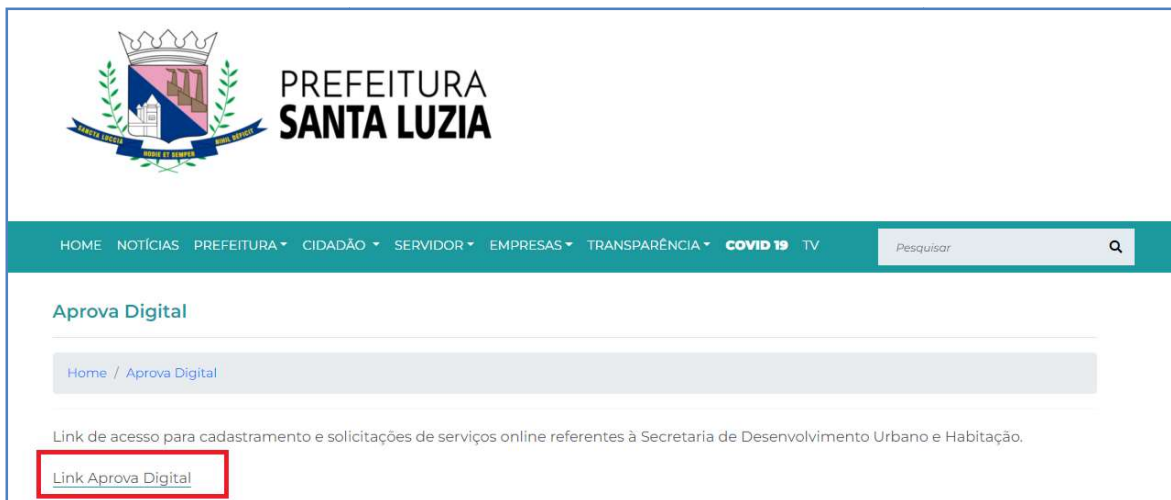 PREFEITURA
SANTA LUZIA
SANCTA LUCCIA
HODIE ET SEMPER
NIHIL DÉFICIT
HOME NOTÍCIAS PREFEITURA CIDADÃO SERVIDOR EMPRESAS TRANSPARÊNCIA COVID 19 TV Pesquisar
Aprova Digital
Home / Aprova Digital
Link de acesso para cadastramento e solicitações de serviços online referentes à Secretaria de Desenvolvimento Urbano e Habitação.
Link Aprova Digital